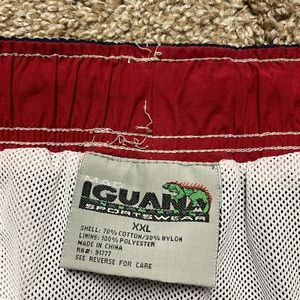 IGUANA
SPORTSWEAR
XXL
SHELL: 70% COTTON/30% NYLON
LINING: 100% POLYESTER
MADE IN CHINA
RN#: 91777
SEE REVERSE FOR CARE